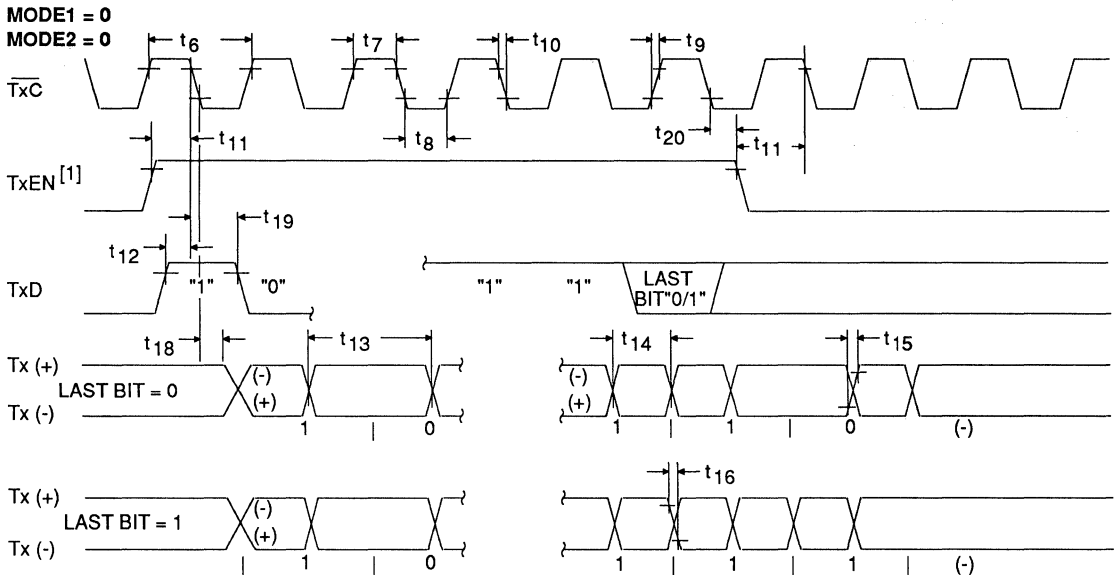 MODE1 = 0
MODE2 = 0
t6 t7 t10 t9
TxC
t11 t8 t20 t11
TxEN[1]
t19
t12
"1" "0" "1" "1" LAST
TxD BIT"0/1"
t18 t13 t14 t15
Tx (+) (-) (-)
LAST BIT = 0
Tx (-) (+) (+)
1 | 0 1 | 1 | 0 (-)
t16
Tx (+) (-)
LAST BIT = 1
Tx (-) (+)
| 1 | 0 1 | 1 | 1 | (-)